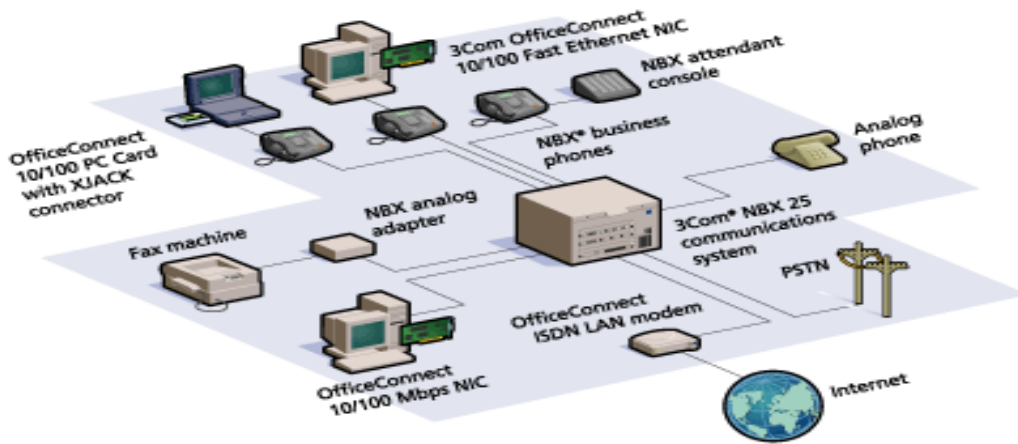 3Com OfficeConnect
10/100 Fast Ethernet NIC
NBX attendant
console
OfficeConnect
10/100 PC Card
with XJACK
connector
NBX® business
phones
Analog
phone
NBX analog
adapter
Fax machine
3Com® NBX 25
communications
system
PSTN
OfficeConnect
ISDN LAN modem
OfficeConnect
10/100 Mbps NIC
Internet